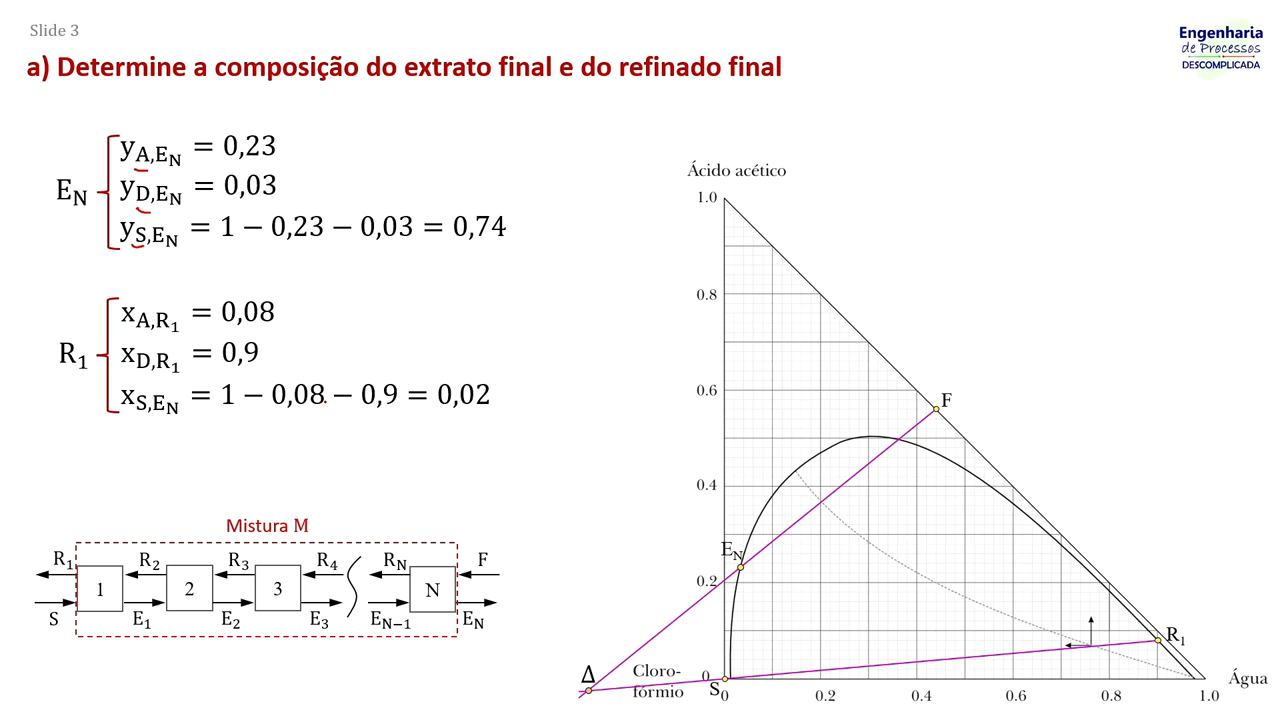 Slide 3
Engenharia
de Processos
DESCOMPLICADA
a) Determine a composição do extrato final e do refinado final
E_N
y_A,E_N = 0,23
y_D,E_N = 0,03
y_S,E_N = 1 − 0,23 − 0,03 = 0,74
R_1
x_A,R_1 = 0,08
x_D,R_1 = 0,9
x_S,E_N = 1 − 0,08 − 0,9 = 0,02
Mistura M
R_1 R_2 R_3 R_4 R_N F
1 2 3 N
S E_1 E_2 E_3 E_N−1 E_N
Ácido acético
1.0
0.8
0.6
F
0.4
E_N
0.2
R_1
Δ
Cloro-
fórmio
0
S
Água
0 0.2 0.4 0.6 0.8 1.0